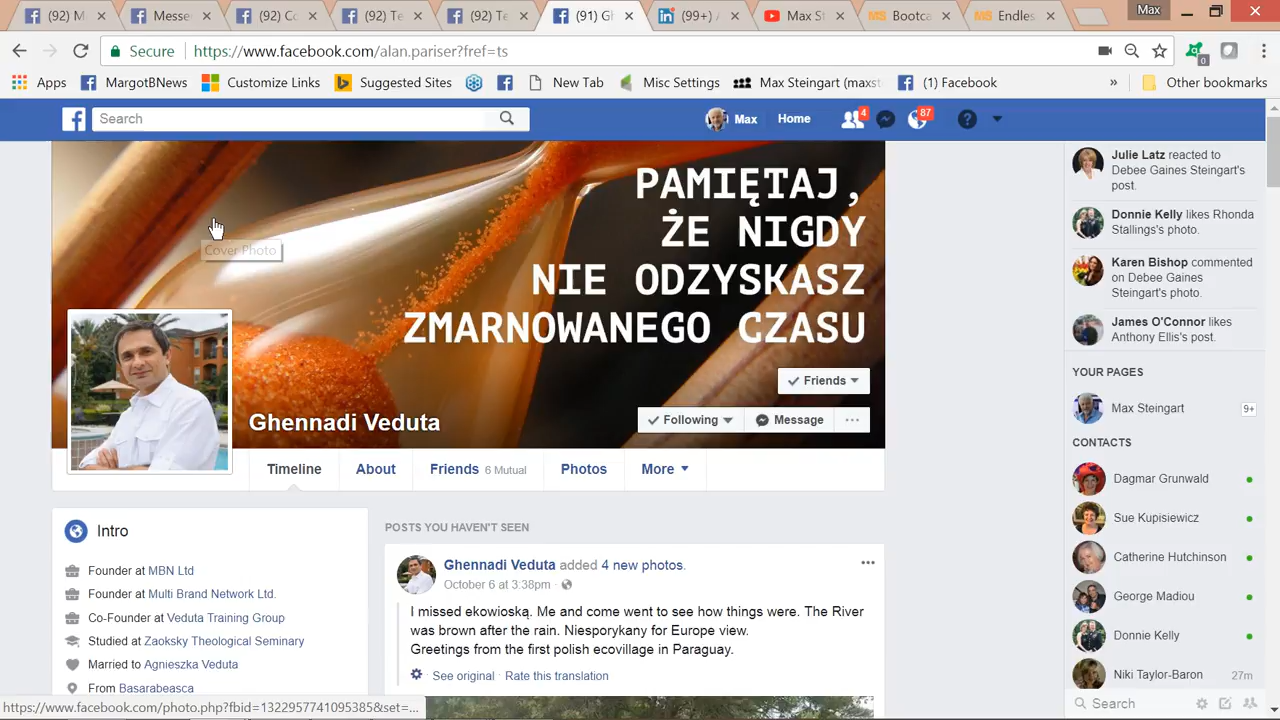 (92) M
Messe
(92) C
(92) Te
(92) Te
(91) G
(99+)
Max St
Bootca
Endles
Max
Secure
https://www.facebook.com/alan.pariser?fref=ts
0
Apps
MargotBNews
Customize Links
Suggested Sites
New Tab
Misc Settings
Max Steingart (maxst
(1) Facebook
»
Other bookmarks
Search
Max
Home
4
87
PAMIĘTAJ,
ŻE NIGDY
NIE ODZYSKASZ
ZMARNOWANEGO CZASU
Cover Photo
Friends
Ghennadi Veduta
Following
Message
Timeline
About
Friends 6 Mutual
Photos
More
Intro
Founder at MBN Ltd
Founder at Multi Brand Network Ltd.
Co-Founder at Veduta Training Group
Studied at Zaoksky Theological Seminary
Married to Agnieszka Veduta
From Basarabeasca
https://www.facebook.com/photo.php?fbid=1322957741095385&set=...
POSTS YOU HAVEN'T SEEN
Ghennadi Veduta added 4 new photos.
October 6 at 3:38pm
I missed ekowioską. Me and come went to see how things were. The River
was brown after the rain. Niesporykany for Europe view.
Greetings from the first polish ecovillage in Paraguay.
See original · Rate this translation
Julie Latz reacted to
Debee Gaines Steingart's
post.
Donnie Kelly likes Rhonda
Stallings's photo.
Karen Bishop commented
on Debee Gaines
Steingart's photo.
James O'Connor likes
Anthony Ellis's post.
YOUR PAGES
Max Steingart 9+
CONTACTS
Dagmar Grunwald
Sue Kupisiewicz
Catherine Hutchinson
George Madiou
Donnie Kelly
Niki Taylor-Baron 27m
Search